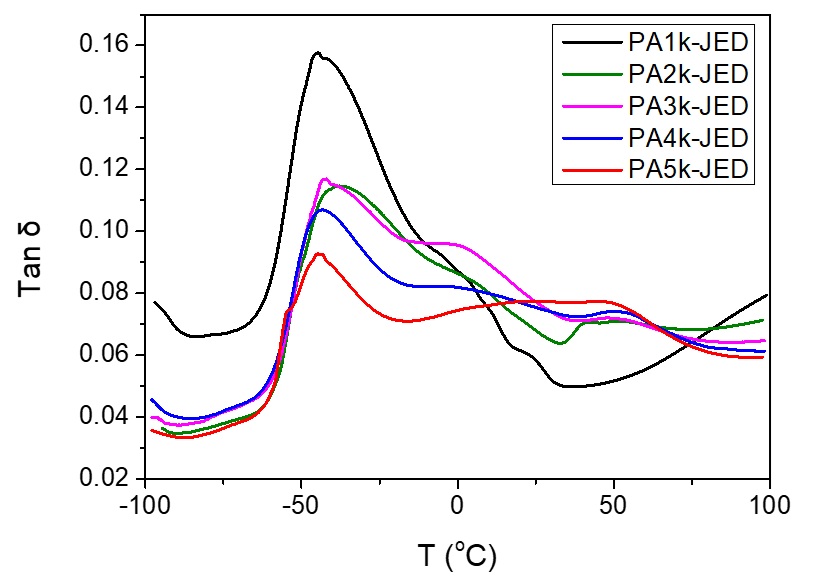 Tan δ
0.16
0.14
0.12
0.10
0.08
0.06
0.04
0.02
-100
-50
0
50
100
T (°C)
PA1k-JED
PA2k-JED
PA3k-JED
PA4k-JED
PA5k-JED